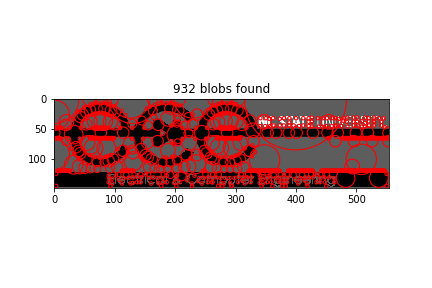 932 blobs found
0
NC STATE UNIVERSITY
50
100
Electrical & Computer Engineering
0 100 200 300 400 500